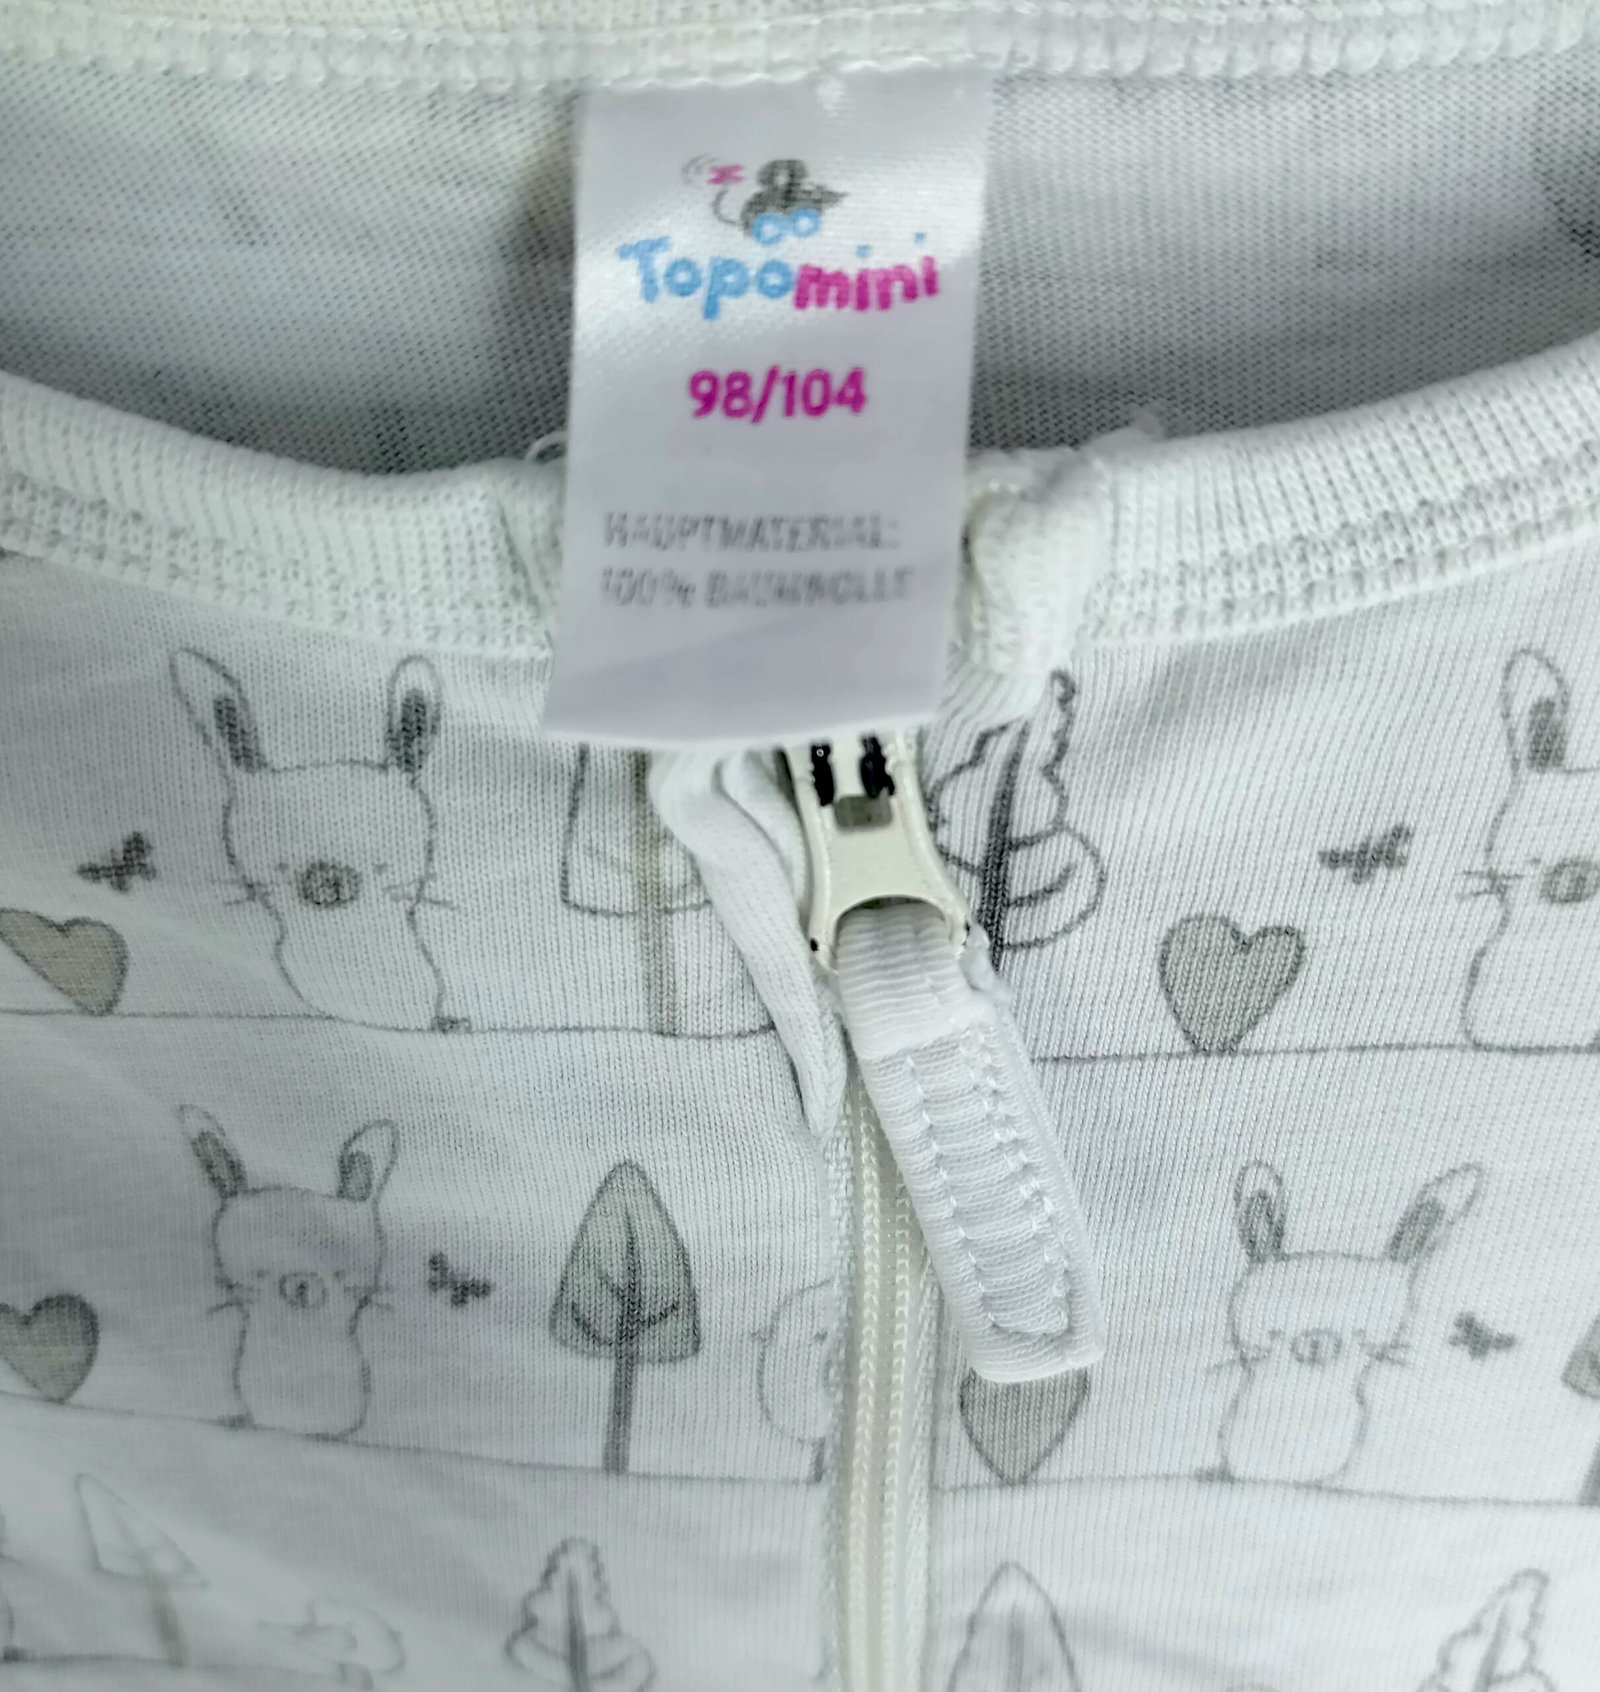 Topomini
98/104
HAUPTMATERIAL:
100% BAUMWOLLE